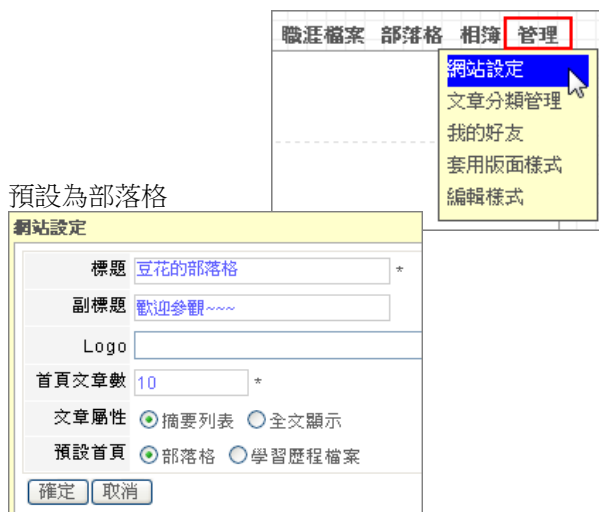 職涯檔案 部落格 相簿 管理
網站設定
文章分類管理
我的好友
套用版面樣式
編輯樣式
預設為部落格
網站設定
標題 豆花的部落格 *
副標題 歡迎參觀~~~
Logo
首頁文章數 10 *
文章屬性 摘要列表 全文顯示
預設首頁 部落格 學習歷程檔案
確定 取消